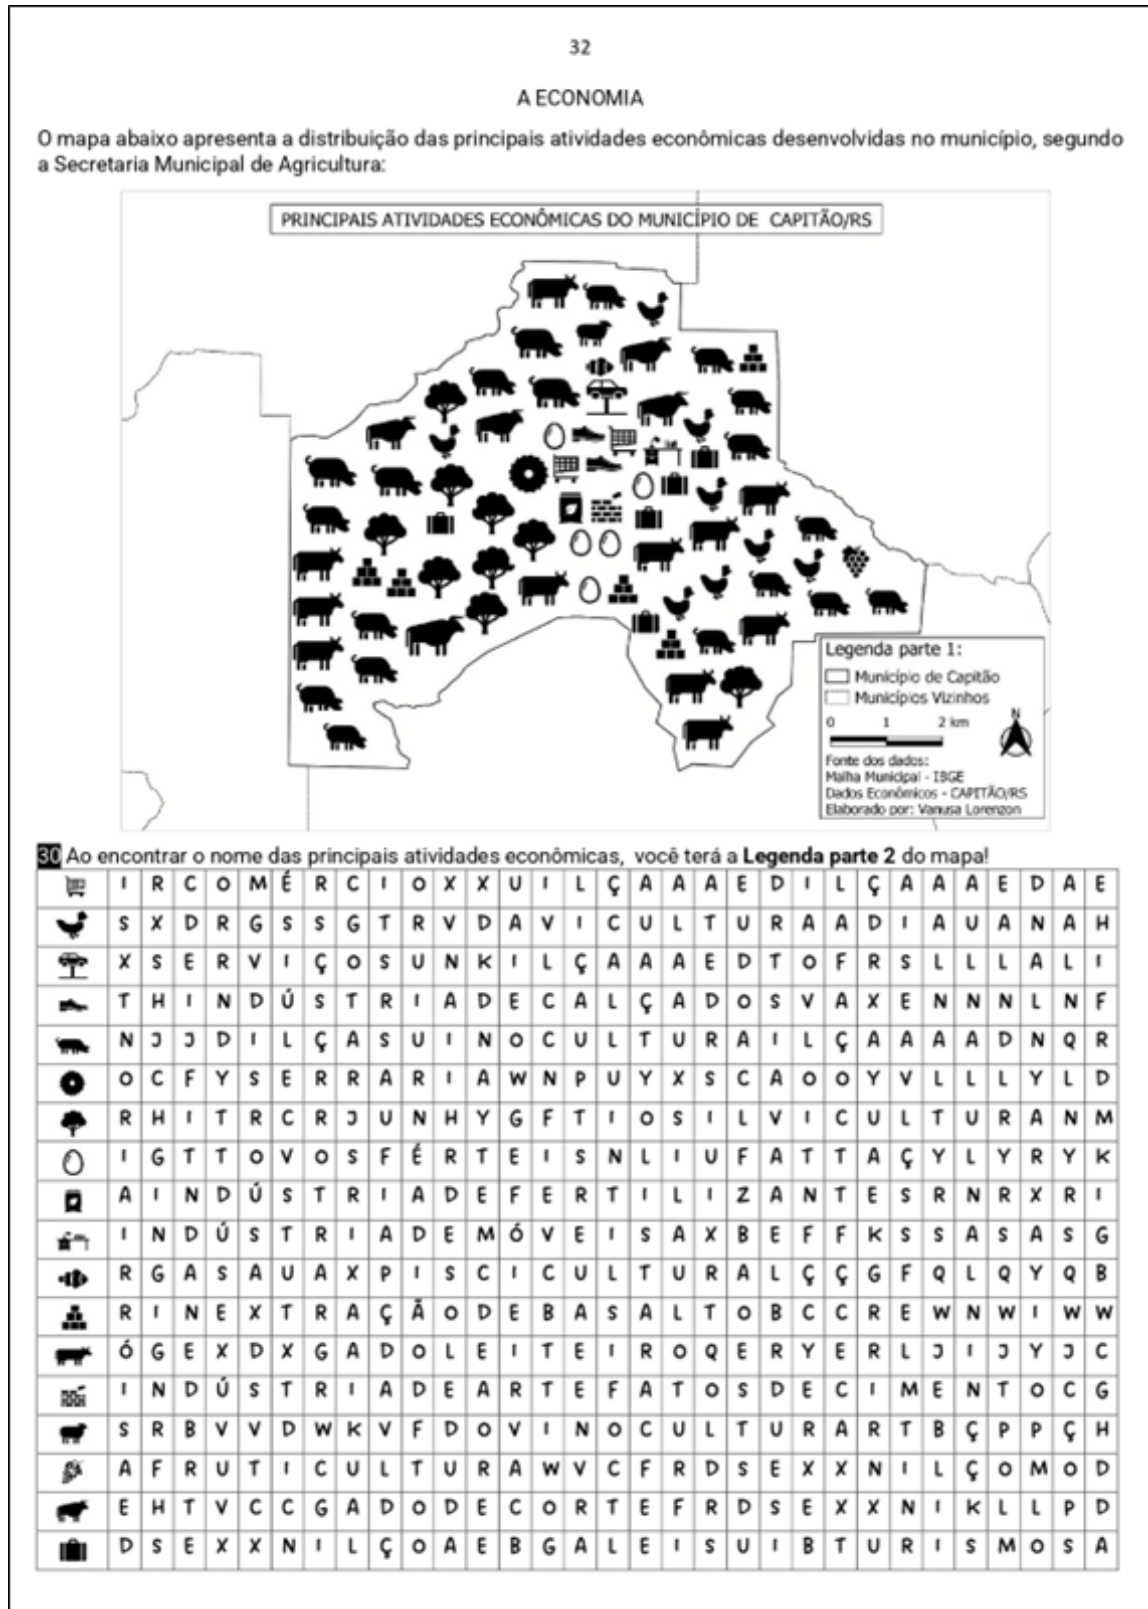 32
A ECONOMIA
O mapa abaixo apresenta a distribuição das principais atividades econômicas desenvolvidas no município, segundo
a Secretaria Municipal de Agricultura:
PRINCIPAIS ATIVIDADES ECONÔMICAS DO MUNICÍPIO DE CAPITÃO/RS
Legenda parte 1:
Município de Capitão
Municípios Vizinhos
0 1 2 km
N
Fonte dos dados:
Malha Municipal - IBGE
Dados Econômicos - CAPITÃO/RS
Elaborado por: Vanusa Lorenzon
30 Ao encontrar o nome das principais atividades econômicas, você terá a Legenda parte 2 do mapa!
I R C O M É R C I O X X U I L Ç A A A E D I L Ç A A A E D A E
S X D R G S S G T R V D A V I C U L T U R A A D I A U A N A H
X S E R V I Ç O S U N K I L Ç A A A E D T O F R S L L L A L I
T H I N D Ú S T R I A D E C A L Ç A D O S V A X E N N N L N F
N J J D I L Ç A S U I N O C U L T U R A I L Ç A A A A D N Q R
O C F Y S E R R A R I A W N P U Y X S C A O O Y V L L L Y L D
R H I T R C R J U N H Y G F T I O S I L V I C U L T U R A N M
I G T T O V O S F É R T E I S N L I U F A T T A Ç Y L Y R Y K
A I N D Ú S T R I A D E F E R T I L I Z A N T E S R N R X R I
I N D Ú S T R I A D E M Ó V E I S A X B E F F K S S A S A S G
R G A S A U A X P I S C I C U L T U R A L Ç Ç G F Q L Q Y Q B
R I N E X T R A Ç Ã O D E B A S A L T O B C C R E W N W I W W
Ó G E X D X G A D O L E I T E I R O Q E R Y E R L J I J Y J C
I N D Ú S T R I A D E A R T E F A T O S D E C I M E N T O C G
S R B V V D W K V F D O V I N O C U L T U R A R T B Ç P P Ç H
A F R U T I C U L T U R A W V C F R D S E X X N I L Ç O M O D
E H T V C C G A D O D E C O R T E F R D S E X X N I K L L P D
D S E X X N I L Ç O A E B G A L E I S U I B T U R I S M O S A